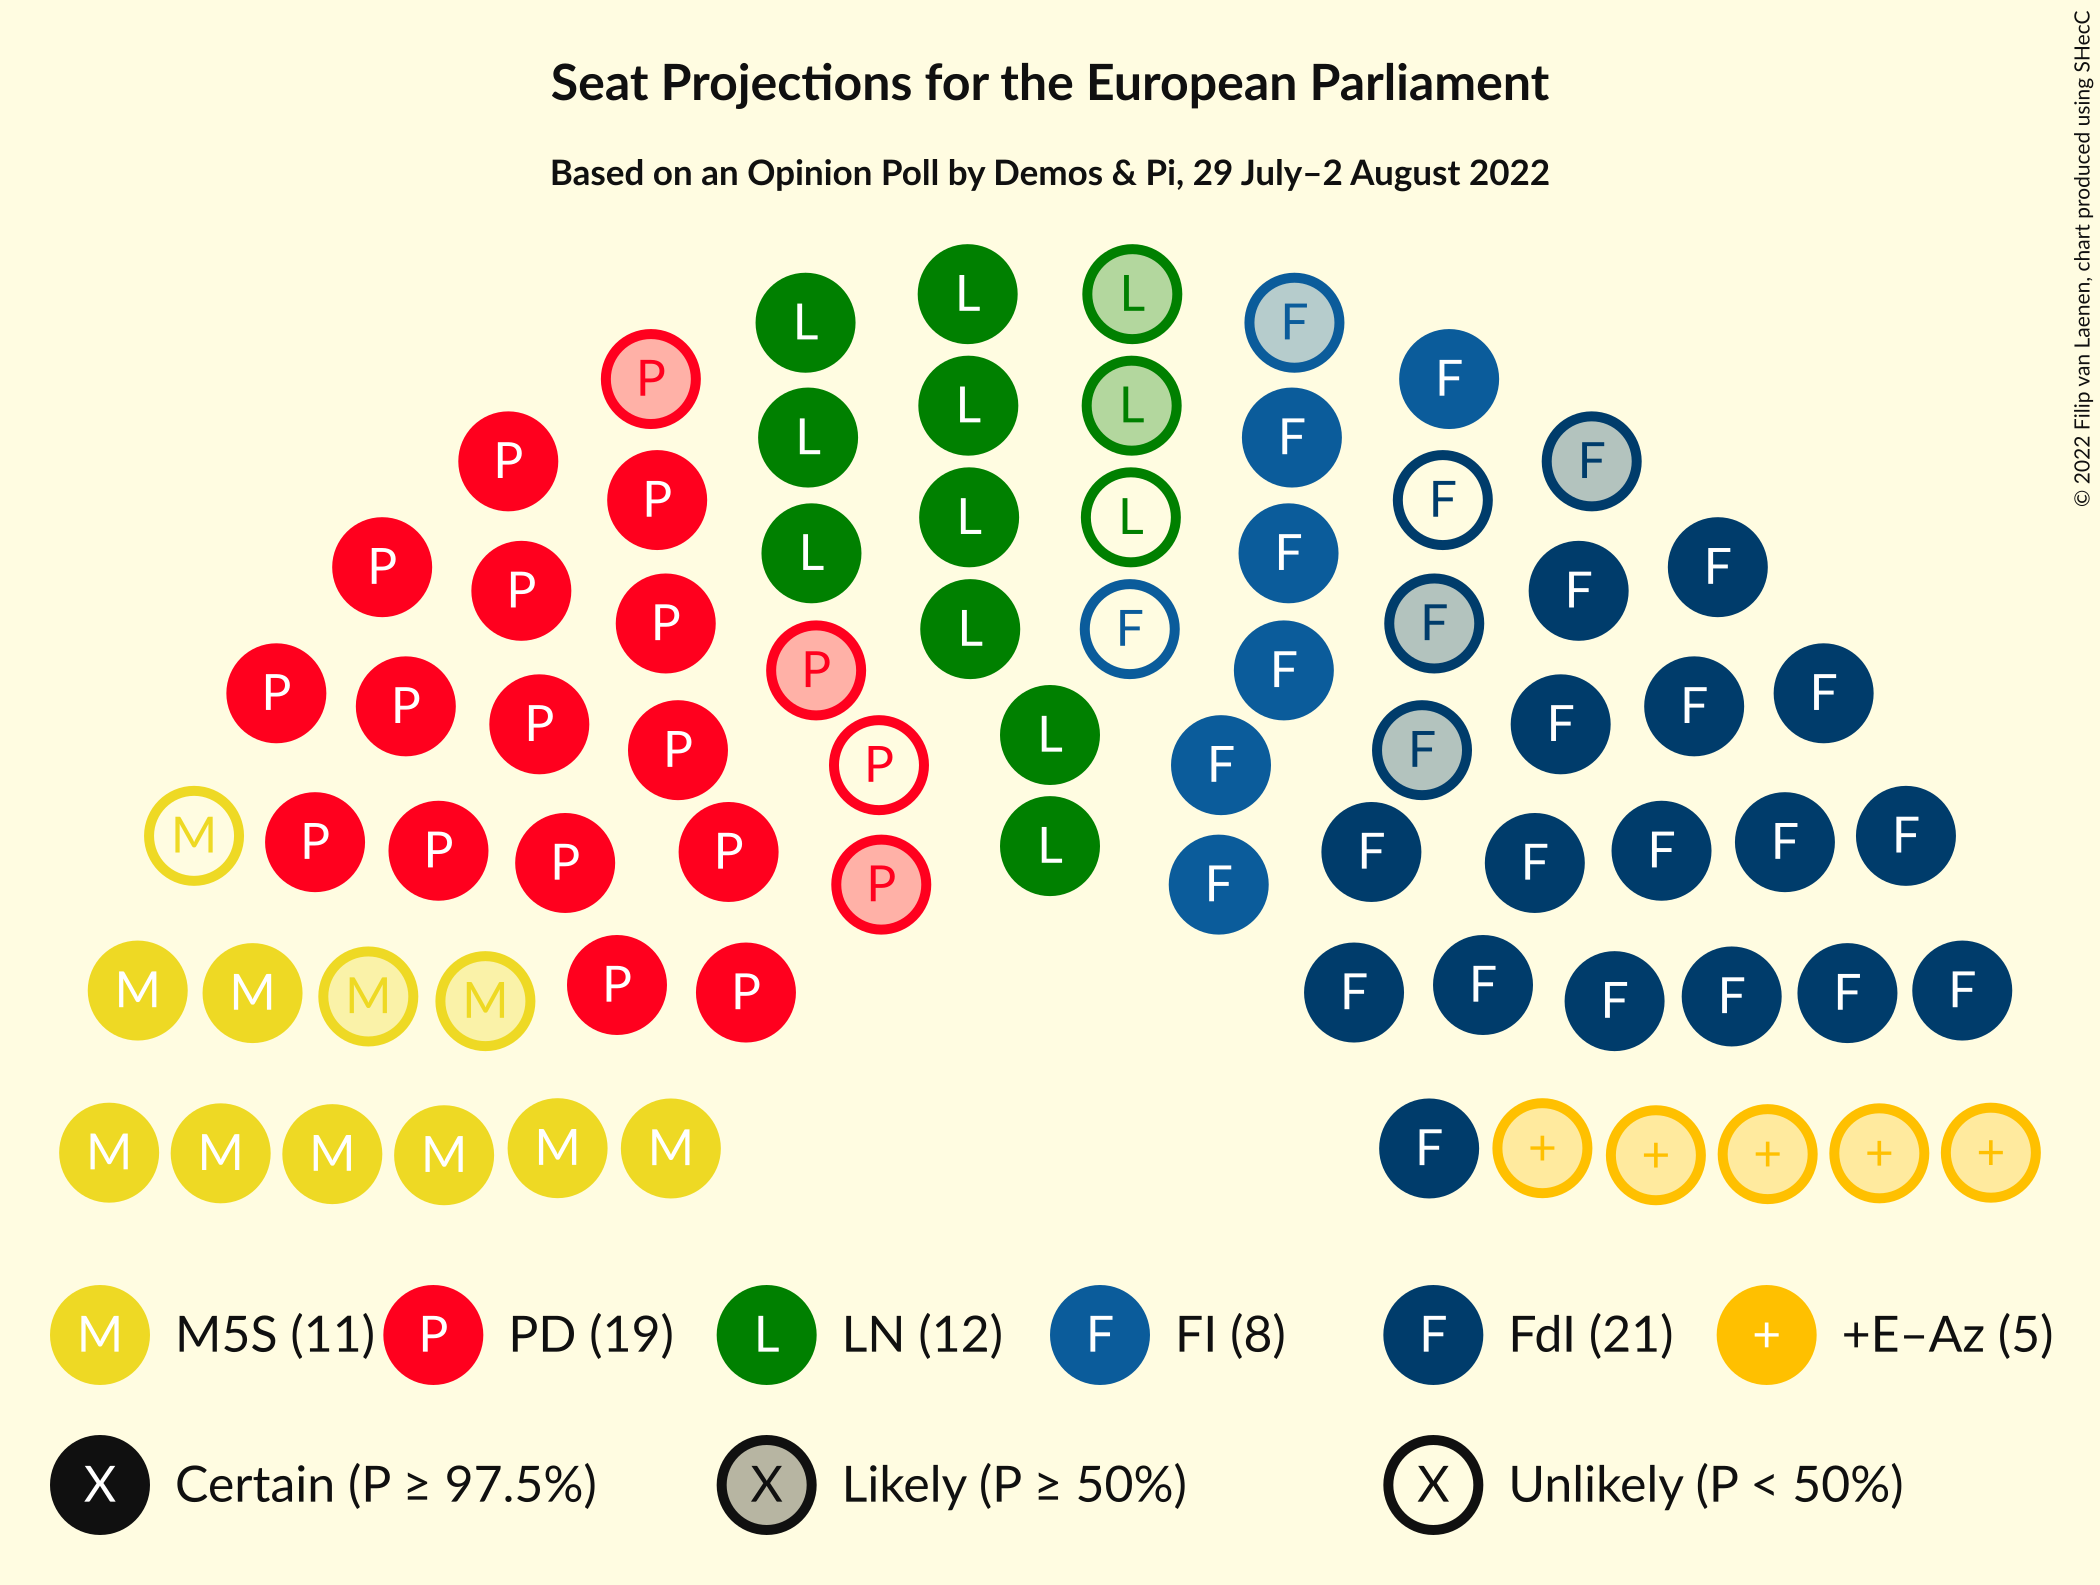 Seat Projections for the European Parliament
Based on an Opinion Poll by Demos & Pi, 29 July–2 August 2022
© 2022 Filip van Laenen, chart produced using SHecC
L L
L F
P L F
L L F
P F
L L F
P F
P L F
P F
P F
L F
P F
L F
P F
P F
P F
P L F
P F
M P P P P P L F F F F F F
M M M M P P F F F F F F
M M M M M M F + + + + +
M M5S (11) P PD (19) L LN (12) F FI (8) F FdI (21) + +E–Az (5)
X Certain (P ≥ 97.5%) X Likely (P ≥ 50%) X Unlikely (P < 50%)